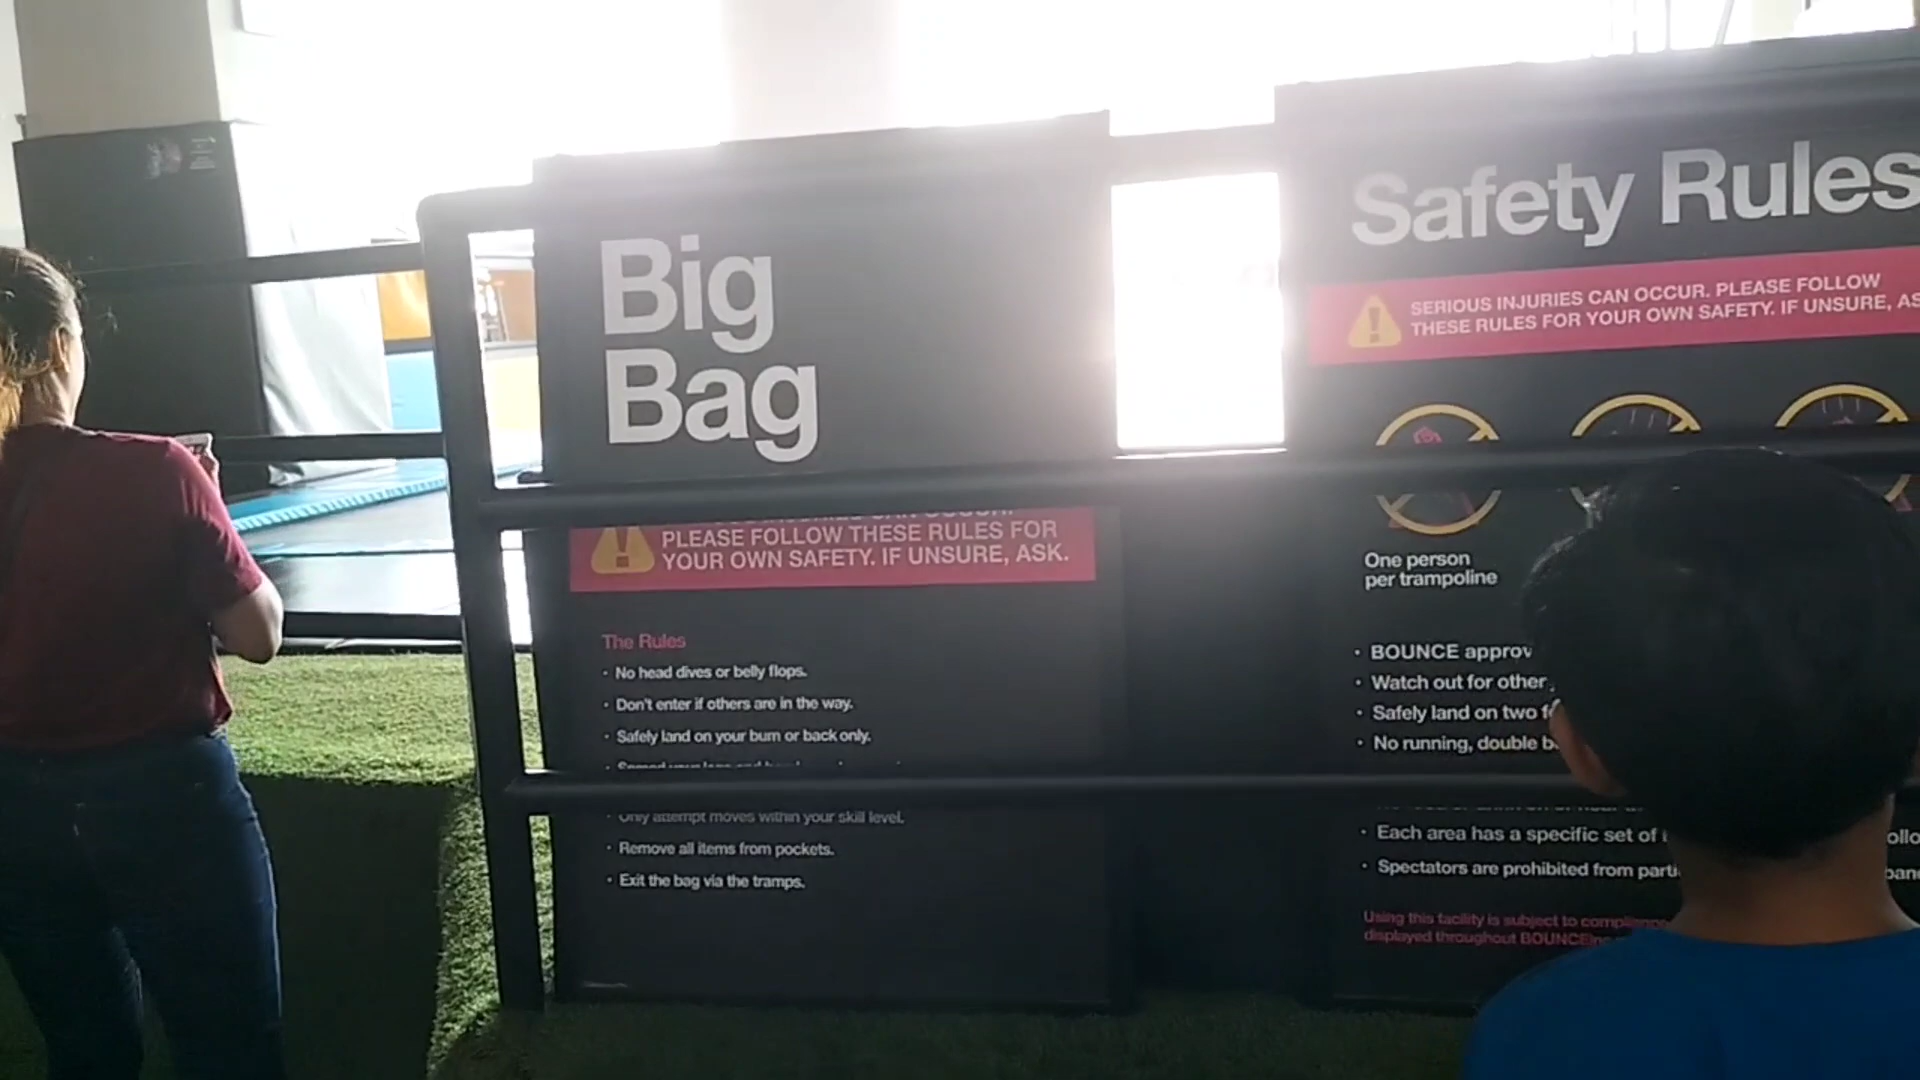 Big
Bag
PLEASE FOLLOW THESE RULES FOR
YOUR OWN SAFETY. IF UNSURE, ASK.
The Rules
· No head dives or belly flops.
· Don't enter if others are in the way.
· Safely land on your bum or back only.
· Only attempt moves within your skill level.
· Remove all items from pockets.
· Exit the bag via the tramps.
Safety Rules
SERIOUS INJURIES CAN OCCUR. PLEASE FOLLOW
THESE RULES FOR YOUR OWN SAFETY. IF UNSURE,
One person
per trampoline
· BOUNCE
· Watch out for other
· Safely land on two
· No running, double
· Each area has a specific set of
· Spectators are prohibited from
Using this facility is subject to
displayed throughout